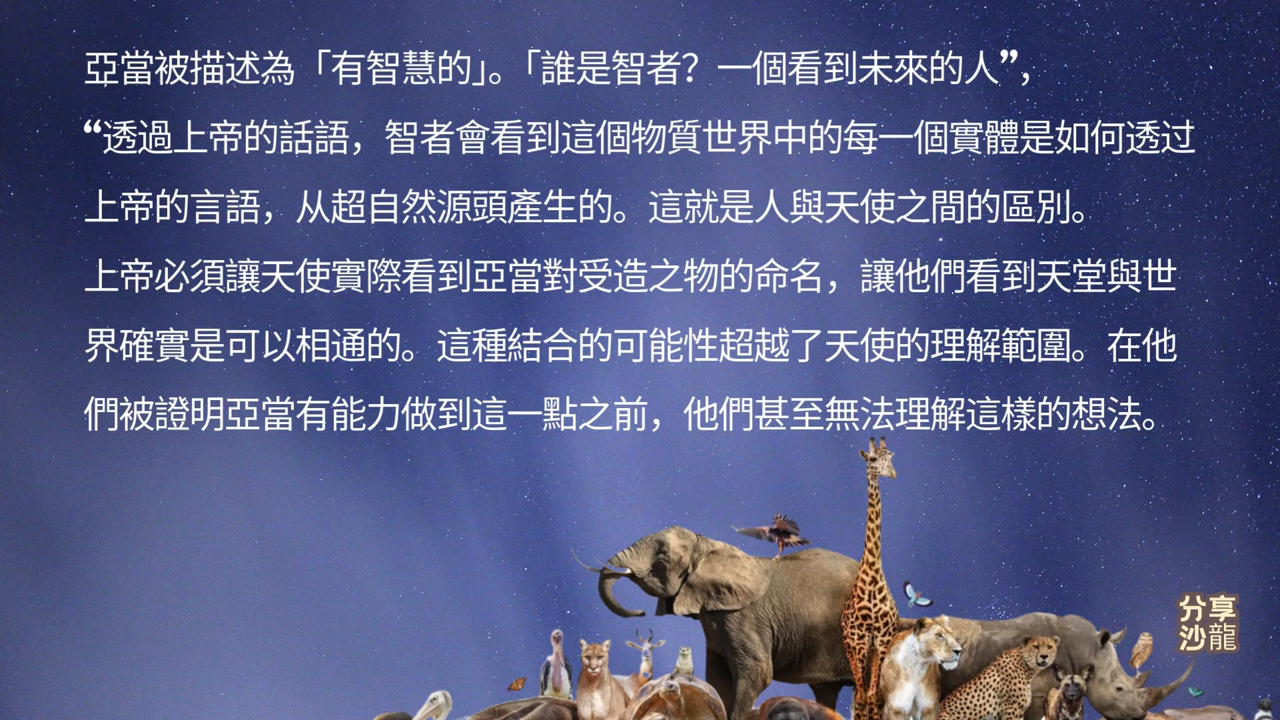 亞當被描述為「有智慧的」。「誰是智者？一個看到未來的人”，
“透過上帝的話語，智者會看到這個物質世界中的每一個實體是如何透过
上帝的言語，从超自然源頭產生的。這就是人與天使之間的區別。
上帝必須讓天使實際看到亞當對受造之物的命名，讓他們看到天堂與世
界確實是可以相通的。這種結合的可能性超越了天使的理解範圍。在他
們被證明亞當有能力做到這一點之前，他們甚至無法理解這樣的想法。
分享
沙龍